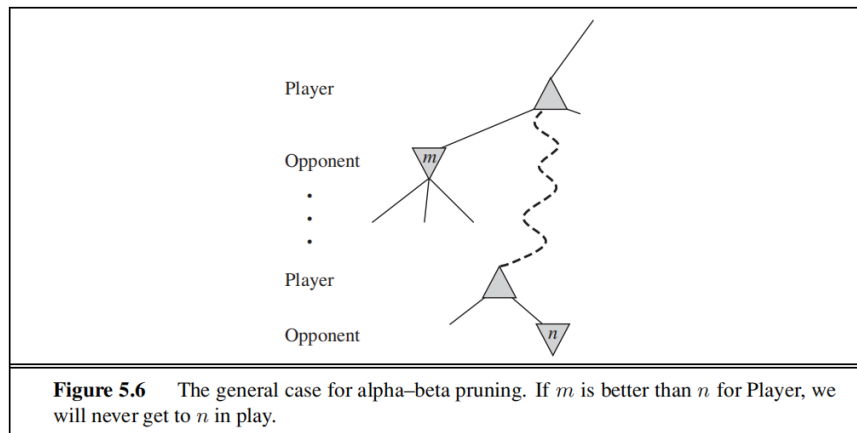 Player
m
Opponent
Player
Opponent
n
Figure 5.6 The general case for alpha–beta pruning. If m is better than n for Player, we
will never get to n in play.